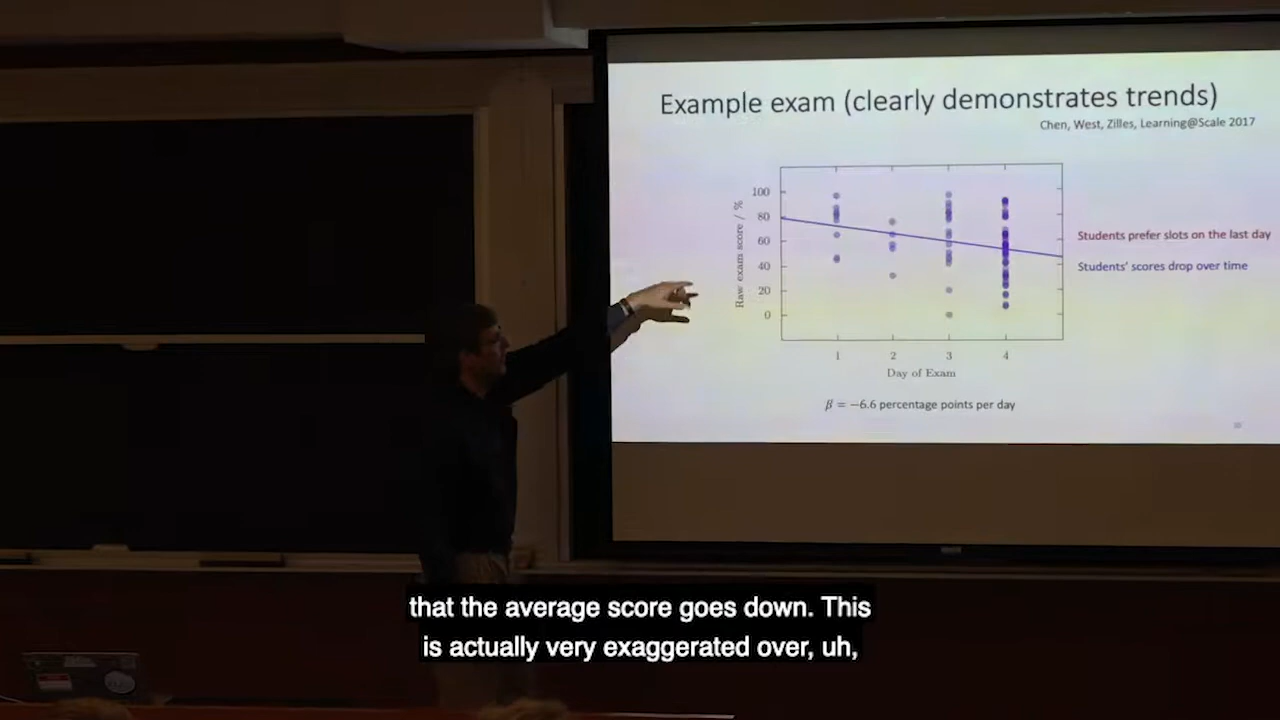 Example exam (clearly demonstrates trends)
Chen, West, Zilles, Learning@Scale 2017
100
80
60
40
20
0
Raw exam score / %
Students prefer slots on the last day
Students' scores drop over time
1 2 3 4
Day of Exam
β = −6.6 percentage points per day
that the average score goes down. This
is actually very exaggerated over, uh,